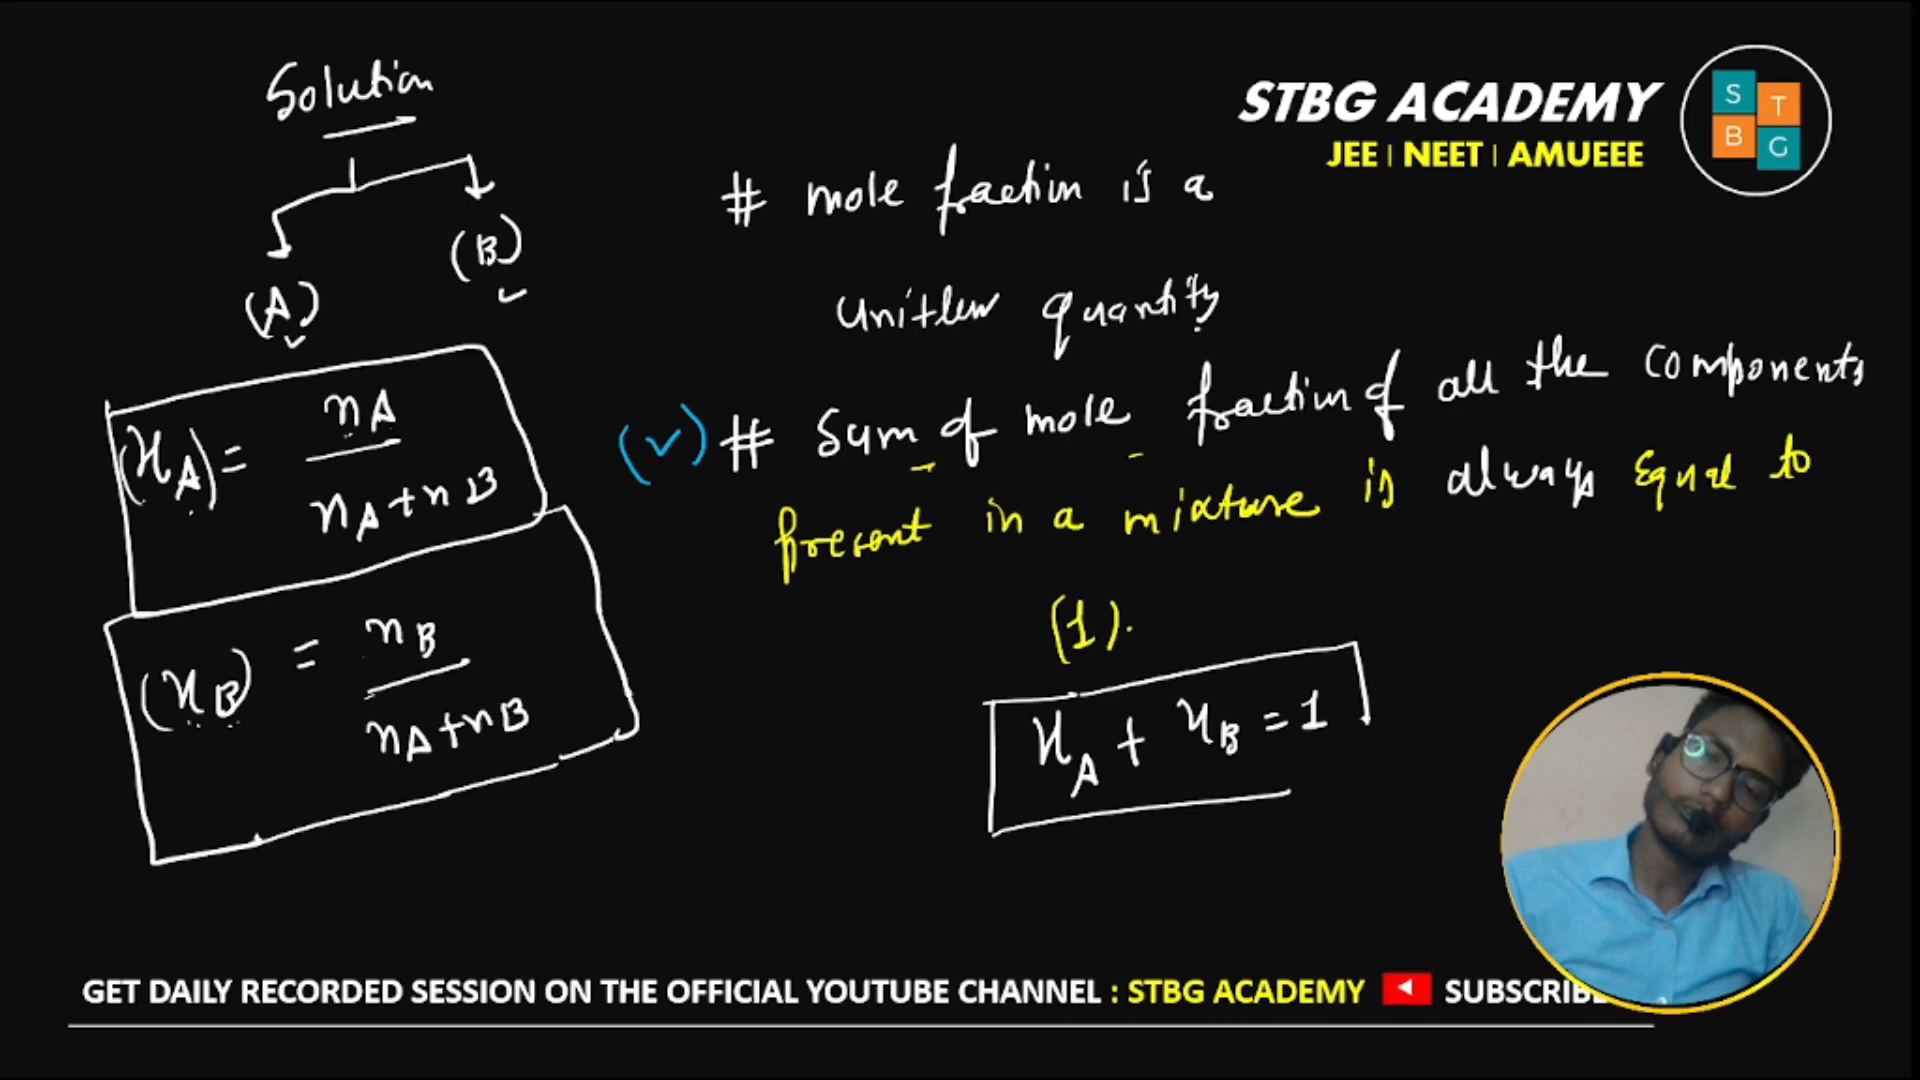 Solution
(A)
(B)
(xA) = nA / nA+nB
(xB) = nB / nA+nB
STBG ACADEMY
JEE | NEET | AMUEEE
S T B G
# mole fraction is a
Unitless quantity
(✓) # Sum of mole fraction of all the components
present in a mixture is always Equal to
(1).
xA + xB = 1
GET DAILY RECORDED SESSION ON THE OFFICIAL YOUTUBE CHANNEL : STBG ACADEMY